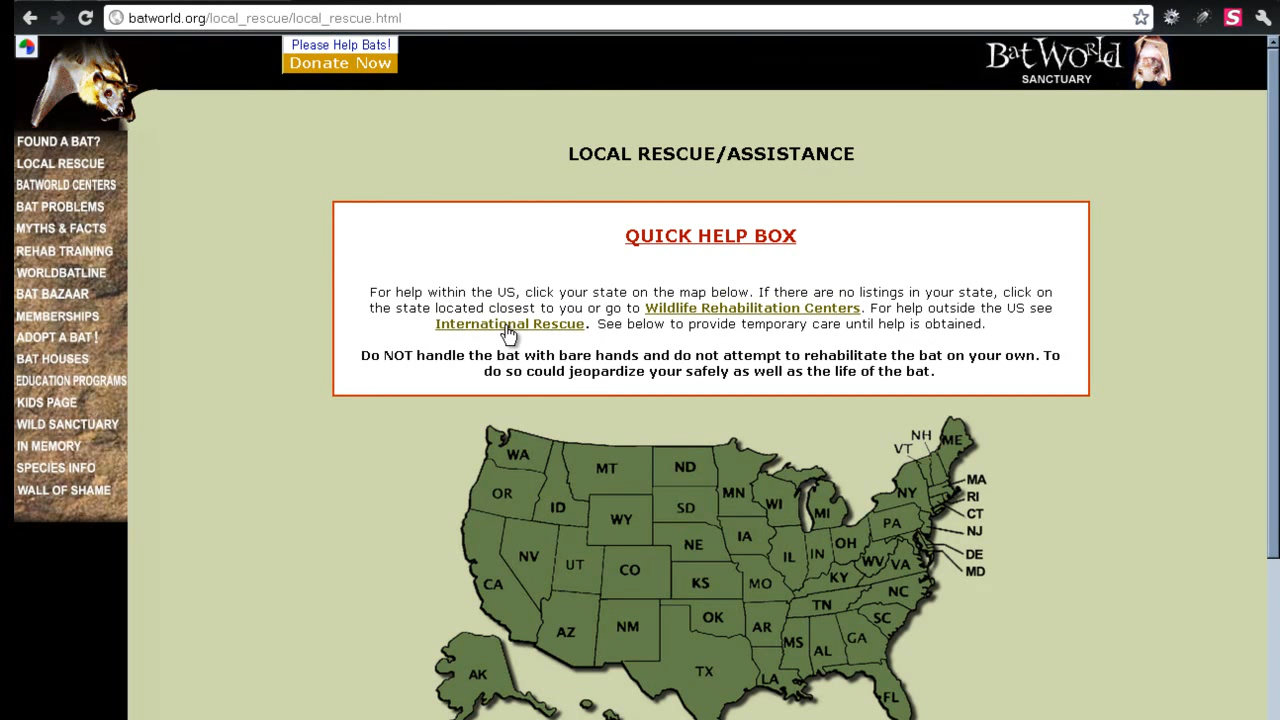 batworld.org/local_rescue/local_rescue.html
Please Help Bats!
Donate Now
Bat World
SANCTUARY
FOUND A BAT?
LOCAL RESCUE
BATWORLD CENTERS
BAT PROBLEMS
MYTHS & FACTS
REHAB TRAINING
WORLDBATLINE
BAT BAZAAR
MEMBERSHIPS
ADOPT A BAT!
BAT HOUSES
EDUCATION PROGRAMS
KIDS PAGE
WILD SANCTUARY
IN MEMORY
SPECIES INFO
WALL OF SHAME
LOCAL RESCUE/ASSISTANCE
QUICK HELP BOX
For help within the US, click your state on the map below. If there are no listings in your state, click on
the state located closest to you or go to Wildlife Rehabilitation Centers. For help outside the US see
International Rescue. See below to provide temporary care until help is obtained.
Do NOT handle the bat with bare hands and do not attempt to rehabilitate the bat on your own. To
do so could jeopardize your safely as well as the life of the bat.
WA
MT
ND
MN
WI
MI
VT
NH
ME
OR
ID
WY
SD
IA
NY
MA
RI
CT
NJ
PA
NV
UT
CO
NE
IL
IN
OH
WV
VA
DE
MD
CA
KS
MO
KY
NC
AZ
NM
OK
AR
TN
SC
MS
AL
GA
AK
TX
LA
FL
S